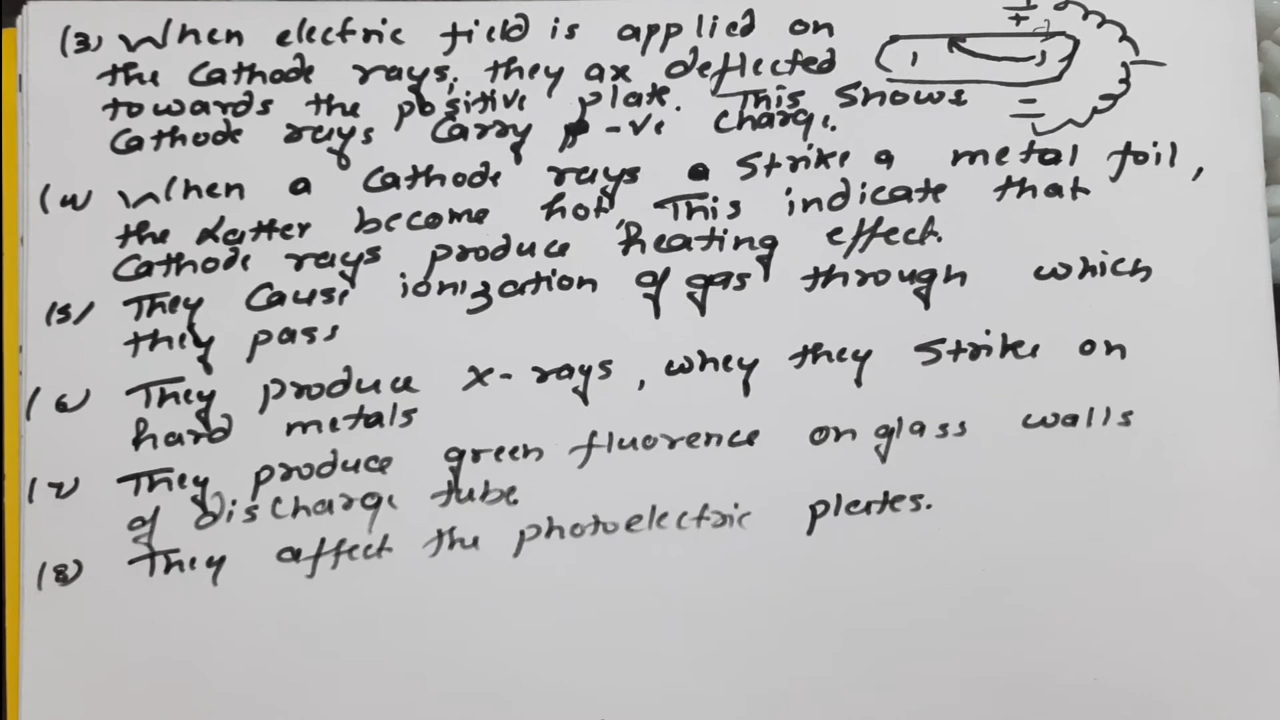 (3) When electric field is applied on
the Cathode rays, they ax deflected
towards the positive plate. This Shows
Cathode rays Carry -ve charge.
(4) When a Cathode rays Strike a metal foil,
the Latter become hot, This indicate that
Cathode rays produce heating effect.
(5) They Cause ionization of gas through which
they pass
(6) They produce X-rays, whey they Strike on
hard metals
(7) They produce green fluorence on glass walls
of discharge tube
(8) They affect the photoelectric plates.